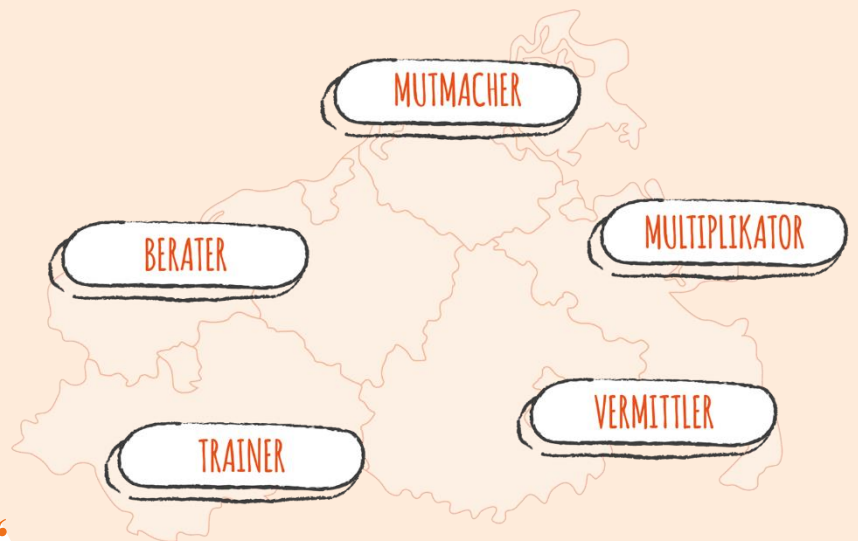 MUTMACHER
MULTIPLIKATOR
BERATER
VERMITTLER
TRAINER